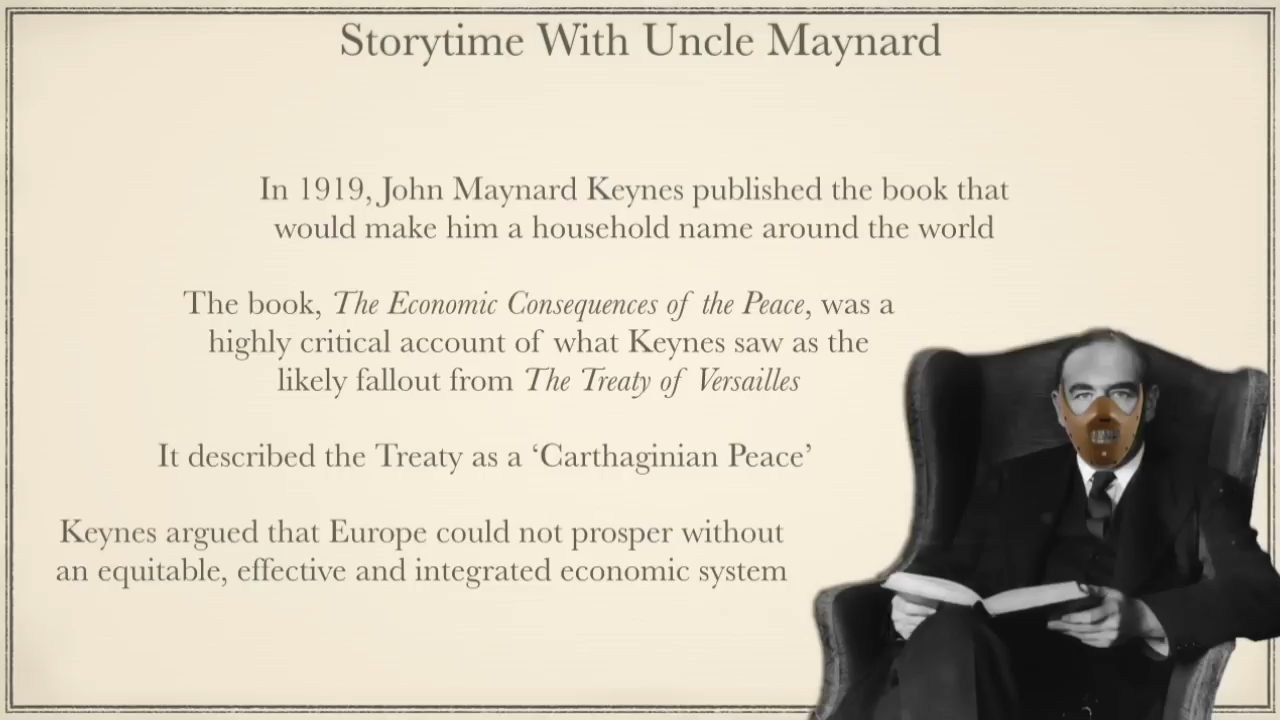 Storytime With Uncle Maynard
In 1919, John Maynard Keynes published the book that
would make him a household name around the world
The book, The Economic Consequences of the Peace, was a
highly critical account of what Keynes saw as the
likely fallout from The Treaty of Versailles
It described the Treaty as a ‘Carthaginian Peace’
Keynes argued that Europe could not prosper without
an equitable, effective and integrated economic system